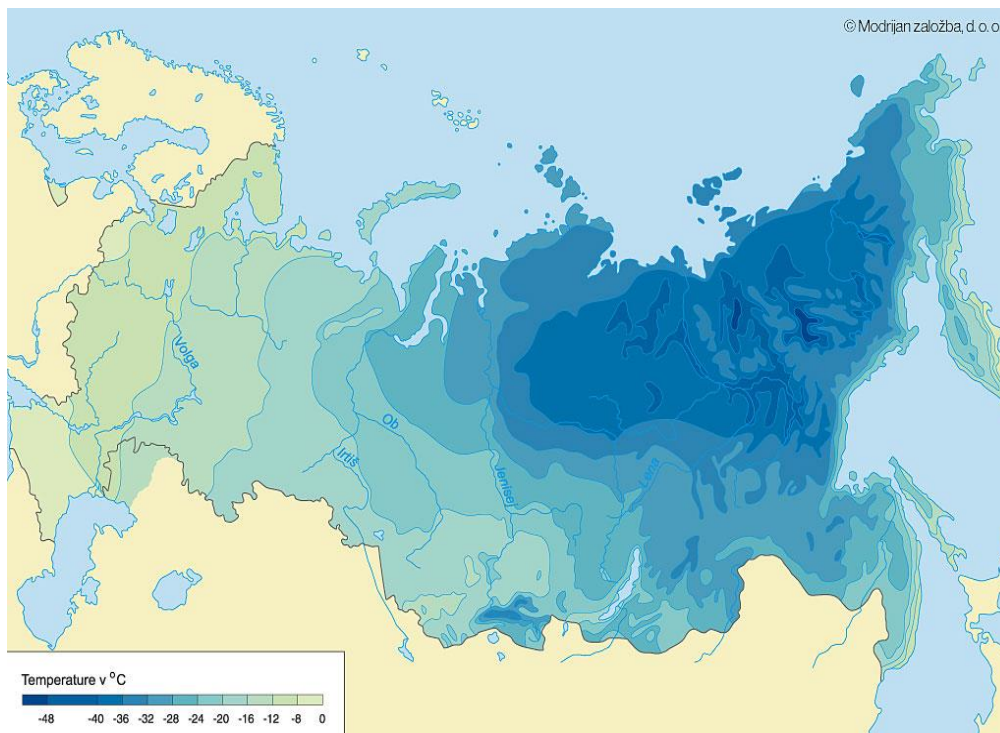 © Modrijan založba, d. o. o
Volga
Ob
Irtiš
Jenisej
Lena
Temperature v °C
-48 -40 -36 -32 -28 -24 -20 -16 -12 -8 0